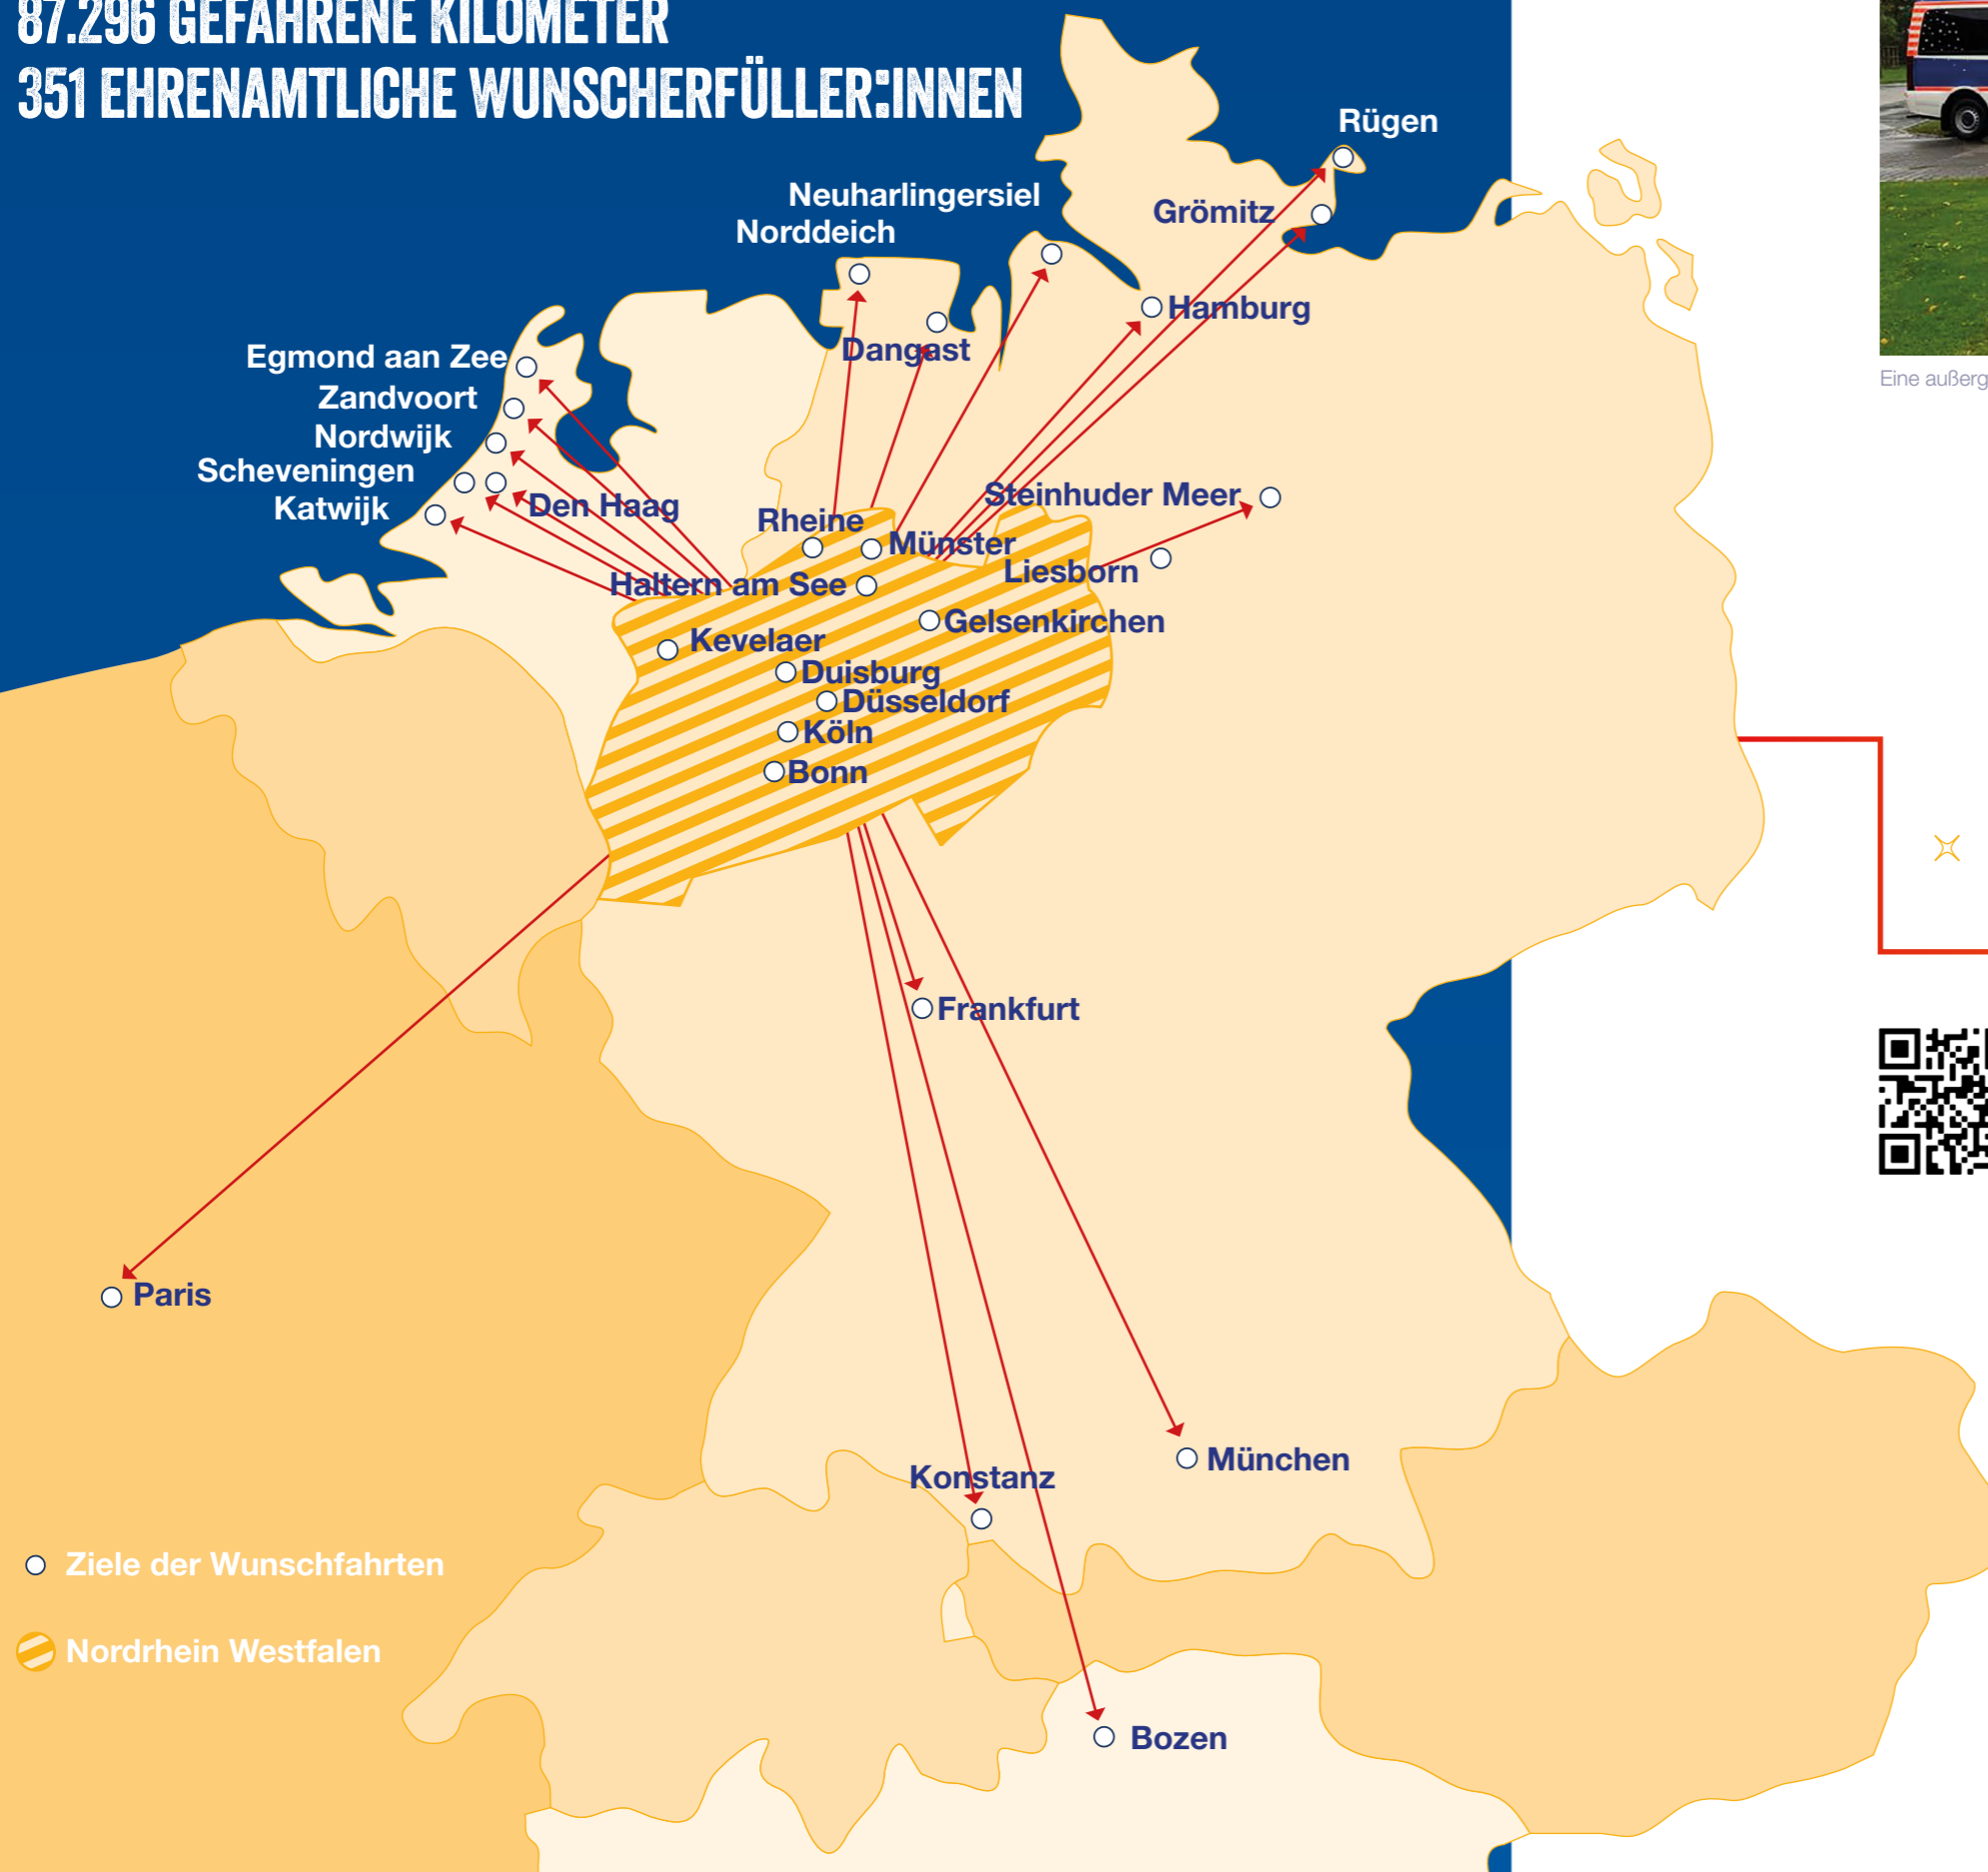 87.296 GEFAHRENE KILOMETER
351 EHRENAMTLICHE WUNSCHERFÜLLER:INNEN
Rügen
Neuharlingersiel
Grömitz
Norddeich
Hamburg
Dangast
Egmond aan Zee
Zandvoort
Nordwijk
Scheveningen
Katwijk
Den Haag
Eine außerg
Steinhuder Meer
Rheine
Münster
Liesborn
Haltern am See
Gelsenkirchen
Kevelaer
Duisburg
Düsseldorf
Köln
Bonn
Frankfurt
Paris
München
Konstanz
Ziele der Wunschfahrten
Nordrhein Westfalen
Bozen